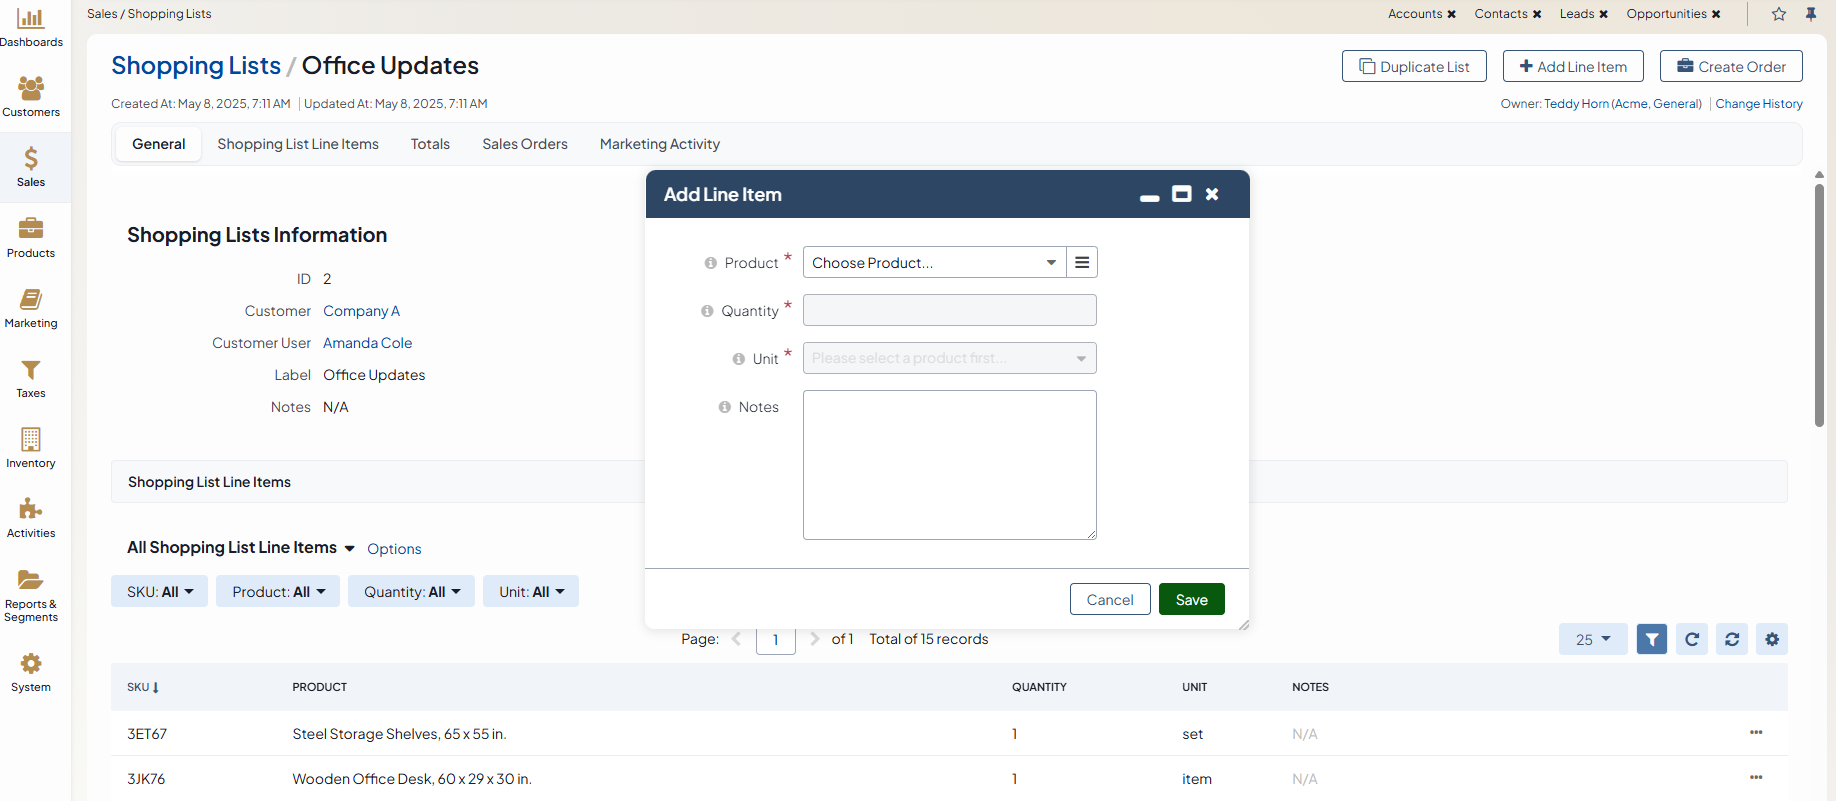 Dashboards
Customers
Sales
Products
Marketing
Taxes
Inventory
Activities
Reports &
Segments
System
Sales / Shopping Lists
Accounts
Contacts
Leads
Opportunities
Shopping Lists / Office Updates
Duplicate List
Add Line Item
Create Order
Created At: May 8, 2025, 7:11 AM
Updated At: May 8, 2025, 7:11 AM
Owner: Teddy Horn (Acme, General)
Change History
General
Shopping List Line Items
Totals
Sales Orders
Marketing Activity
Shopping Lists Information
ID 2
Customer Company A
Customer User Amanda Cole
Label Office Updates
Notes N/A
Add Line Item
Product *
Choose Product...
Quantity *
Unit *
Please select a product first...
Notes
Cancel
Save
Shopping List Line Items
All Shopping List Line Items
Options
SKU: All
Product: All
Quantity: All
Unit: All
Page: 1 of 1 Total of 15 records
25
SKU PRODUCT QUANTITY UNIT NOTES
3ET67 Steel Storage Shelves, 65 x 55 in. 1 set N/A
3JK76 Wooden Office Desk, 60 x 29 x 30 in. 1 item N/A